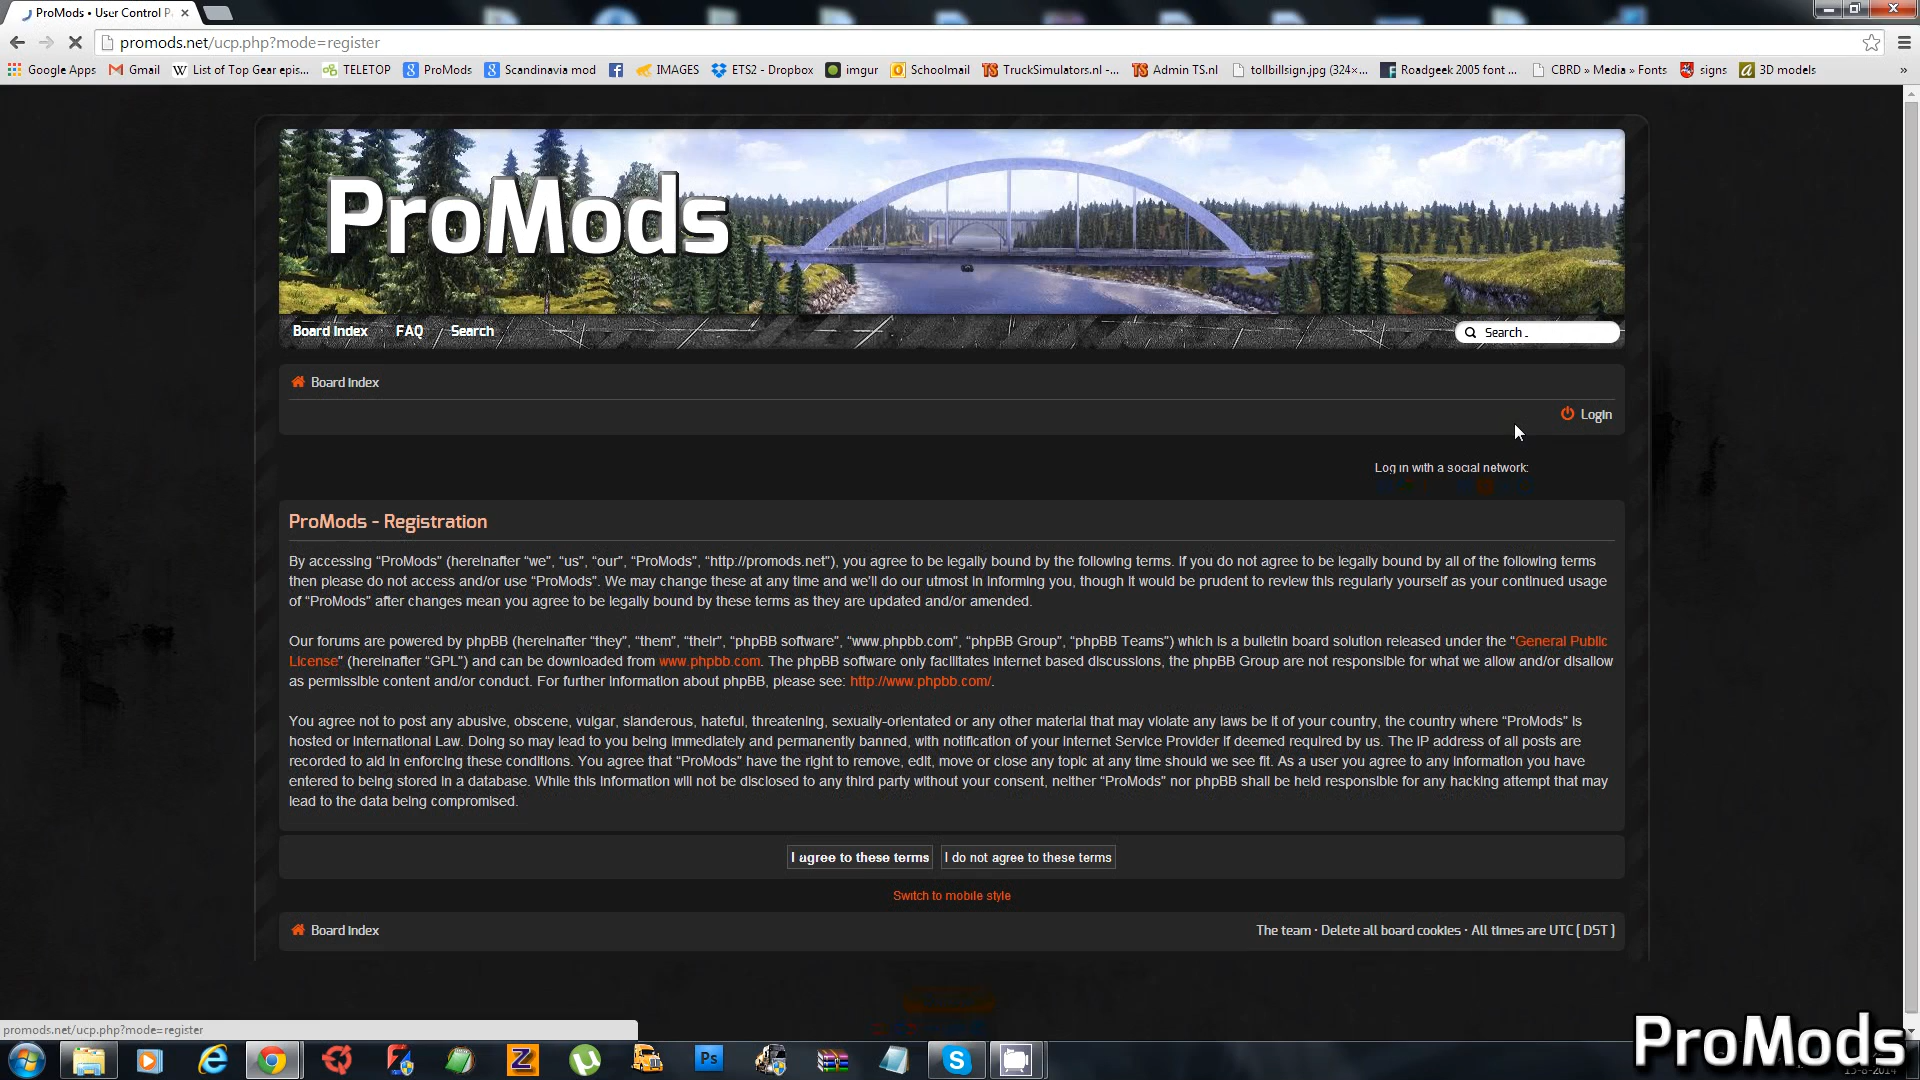 ProMods • User Control P
promods.net/ucp.php?mode=register
Google Apps Gmail List of Top Gear epis... TELETOP ProMods Scandinavia mod IMAGES ETS2 - Dropbox imgur Schoolmail TruckSimulators.nl -... Admin TS.nl tollbillsign.jpg (324×... Roadgeek 2005 font ... CBRD » Media » Fonts signs 3D models »
ProMods
Board Index FAQ Search Search…
Board Index
Login
Log in with a social network:
ProMods - Registration
By accessing “ProMods” (hereinafter “we”, “us”, “our”, “ProMods”, “http://promods.net”), you agree to be legally bound by the following terms. If you do not agree to be legally bound by all of the following terms
then please do not access and/or use “ProMods”. We may change these at any time and we’ll do our utmost in informing you, though it would be prudent to review this regularly yourself as your continued usage
of “ProMods” after changes mean you agree to be legally bound by these terms as they are updated and/or amended.
Our forums are powered by phpBB (hereinafter “they”, “them”, “their”, “phpBB software”, “www.phpbb.com”, “phpBB Group”, “phpBB Teams”) which is a bulletin board solution released under the “General Public
License” (hereinafter “GPL”) and can be downloaded from www.phpbb.com. The phpBB software only facilitates internet based discussions, the phpBB Group are not responsible for what we allow and/or disallow
as permissible content and/or conduct. For further information about phpBB, please see: http://www.phpbb.com/.
You agree not to post any abusive, obscene, vulgar, slanderous, hateful, threatening, sexually-orientated or any other material that may violate any laws be it of your country, the country where “ProMods” is
hosted or International Law. Doing so may lead to you being immediately and permanently banned, with notification of your Internet Service Provider if deemed required by us. The IP address of all posts are
recorded to aid in enforcing these conditions. You agree that “ProMods” have the right to remove, edit, move or close any topic at any time should we see fit. As a user you agree to any information you have
entered to being stored in a database. While this information will not be disclosed to any third party without your consent, neither “ProMods” nor phpBB shall be held responsible for any hacking attempt that may
lead to the data being compromised.
I agree to these terms I do not agree to these terms
Switch to mobile style
Board Index The team • Delete all board cookies • All times are UTC [ DST ]
promods.net/ucp.php?mode=register
Ps
ProMods